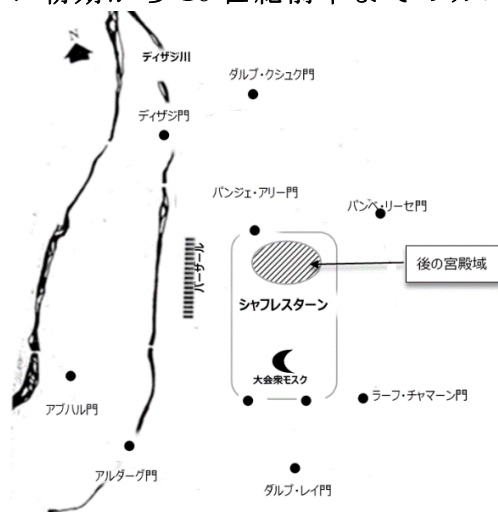 ディザジ川
ダルブ・クシュク門
ディザジ門
パンジェ・アリー門
パンベ・リーセ門
バーザール
後の宮殿域
シャフレスターン
大会衆モスク
アブハル門
ラーフ・チャマーン門
アルダーグ門
ダルブ・レイ門